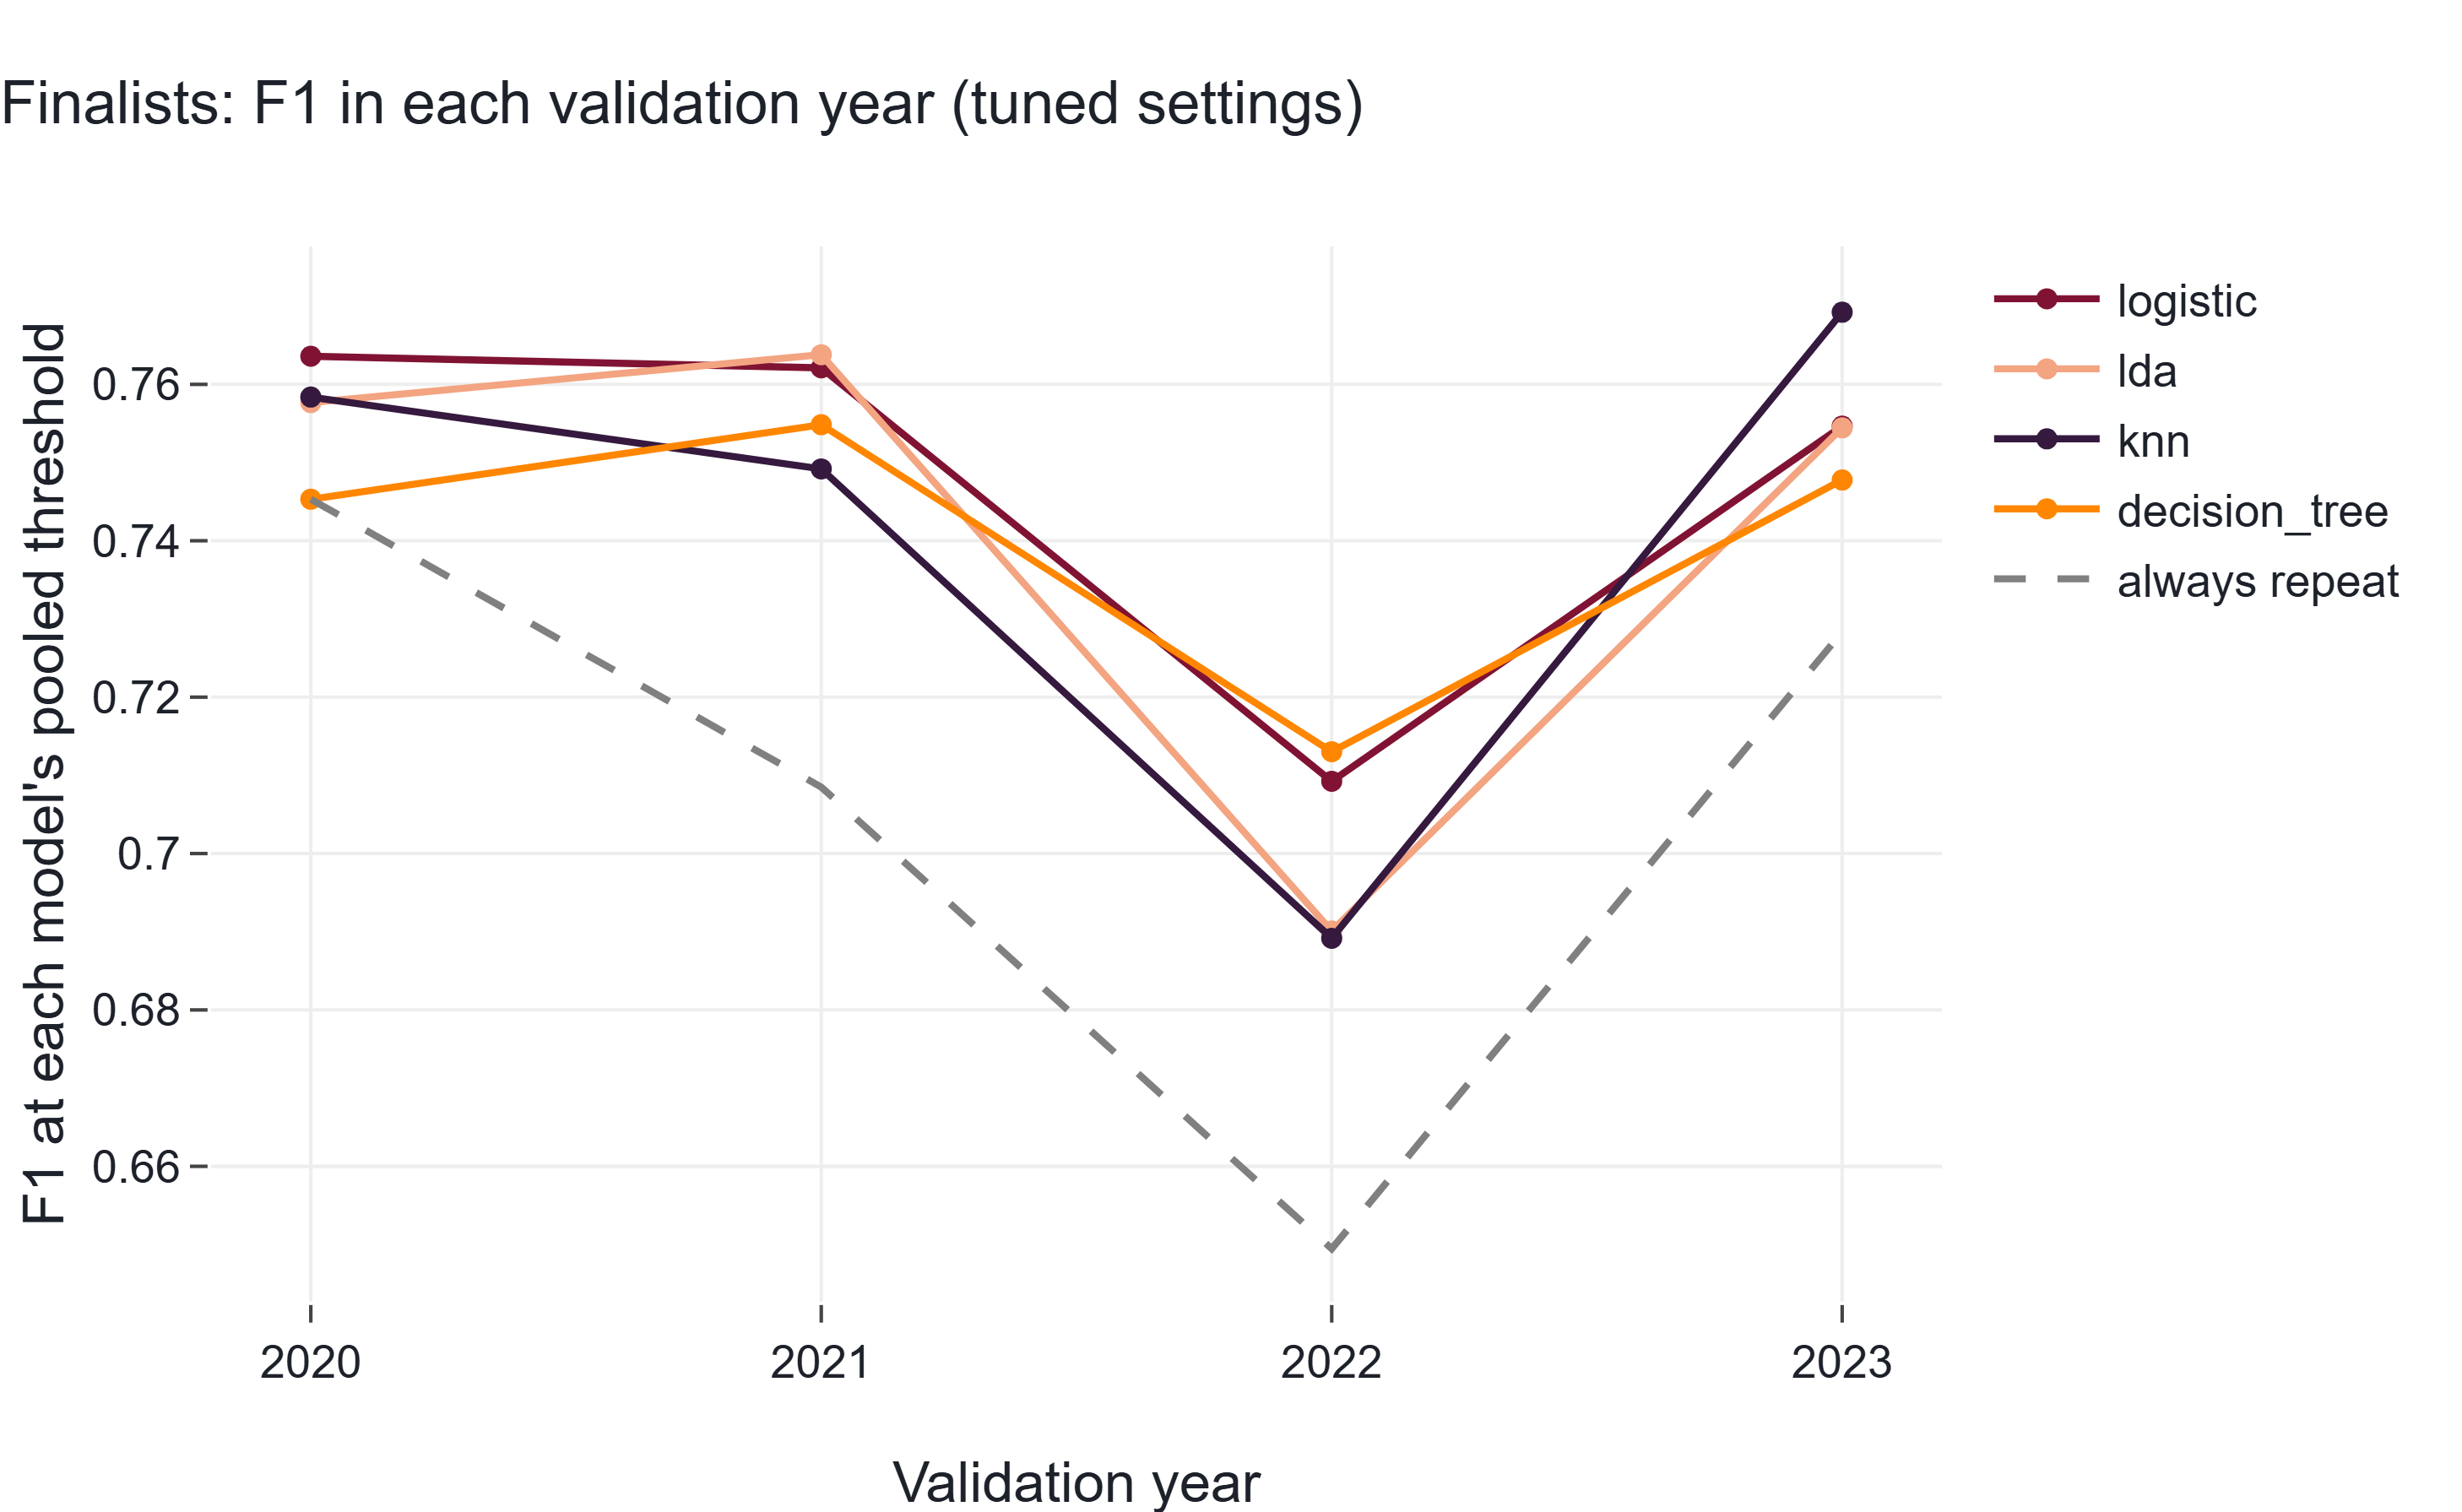 Finalists: F1 in each validation year (tuned settings)
F1 at each model's pooled threshold
0.76
0.74
0.72
0.7
0.68
0.66
2020
2021
2022
2023
Validation year
logistic
lda
knn
decision_tree
always repeat